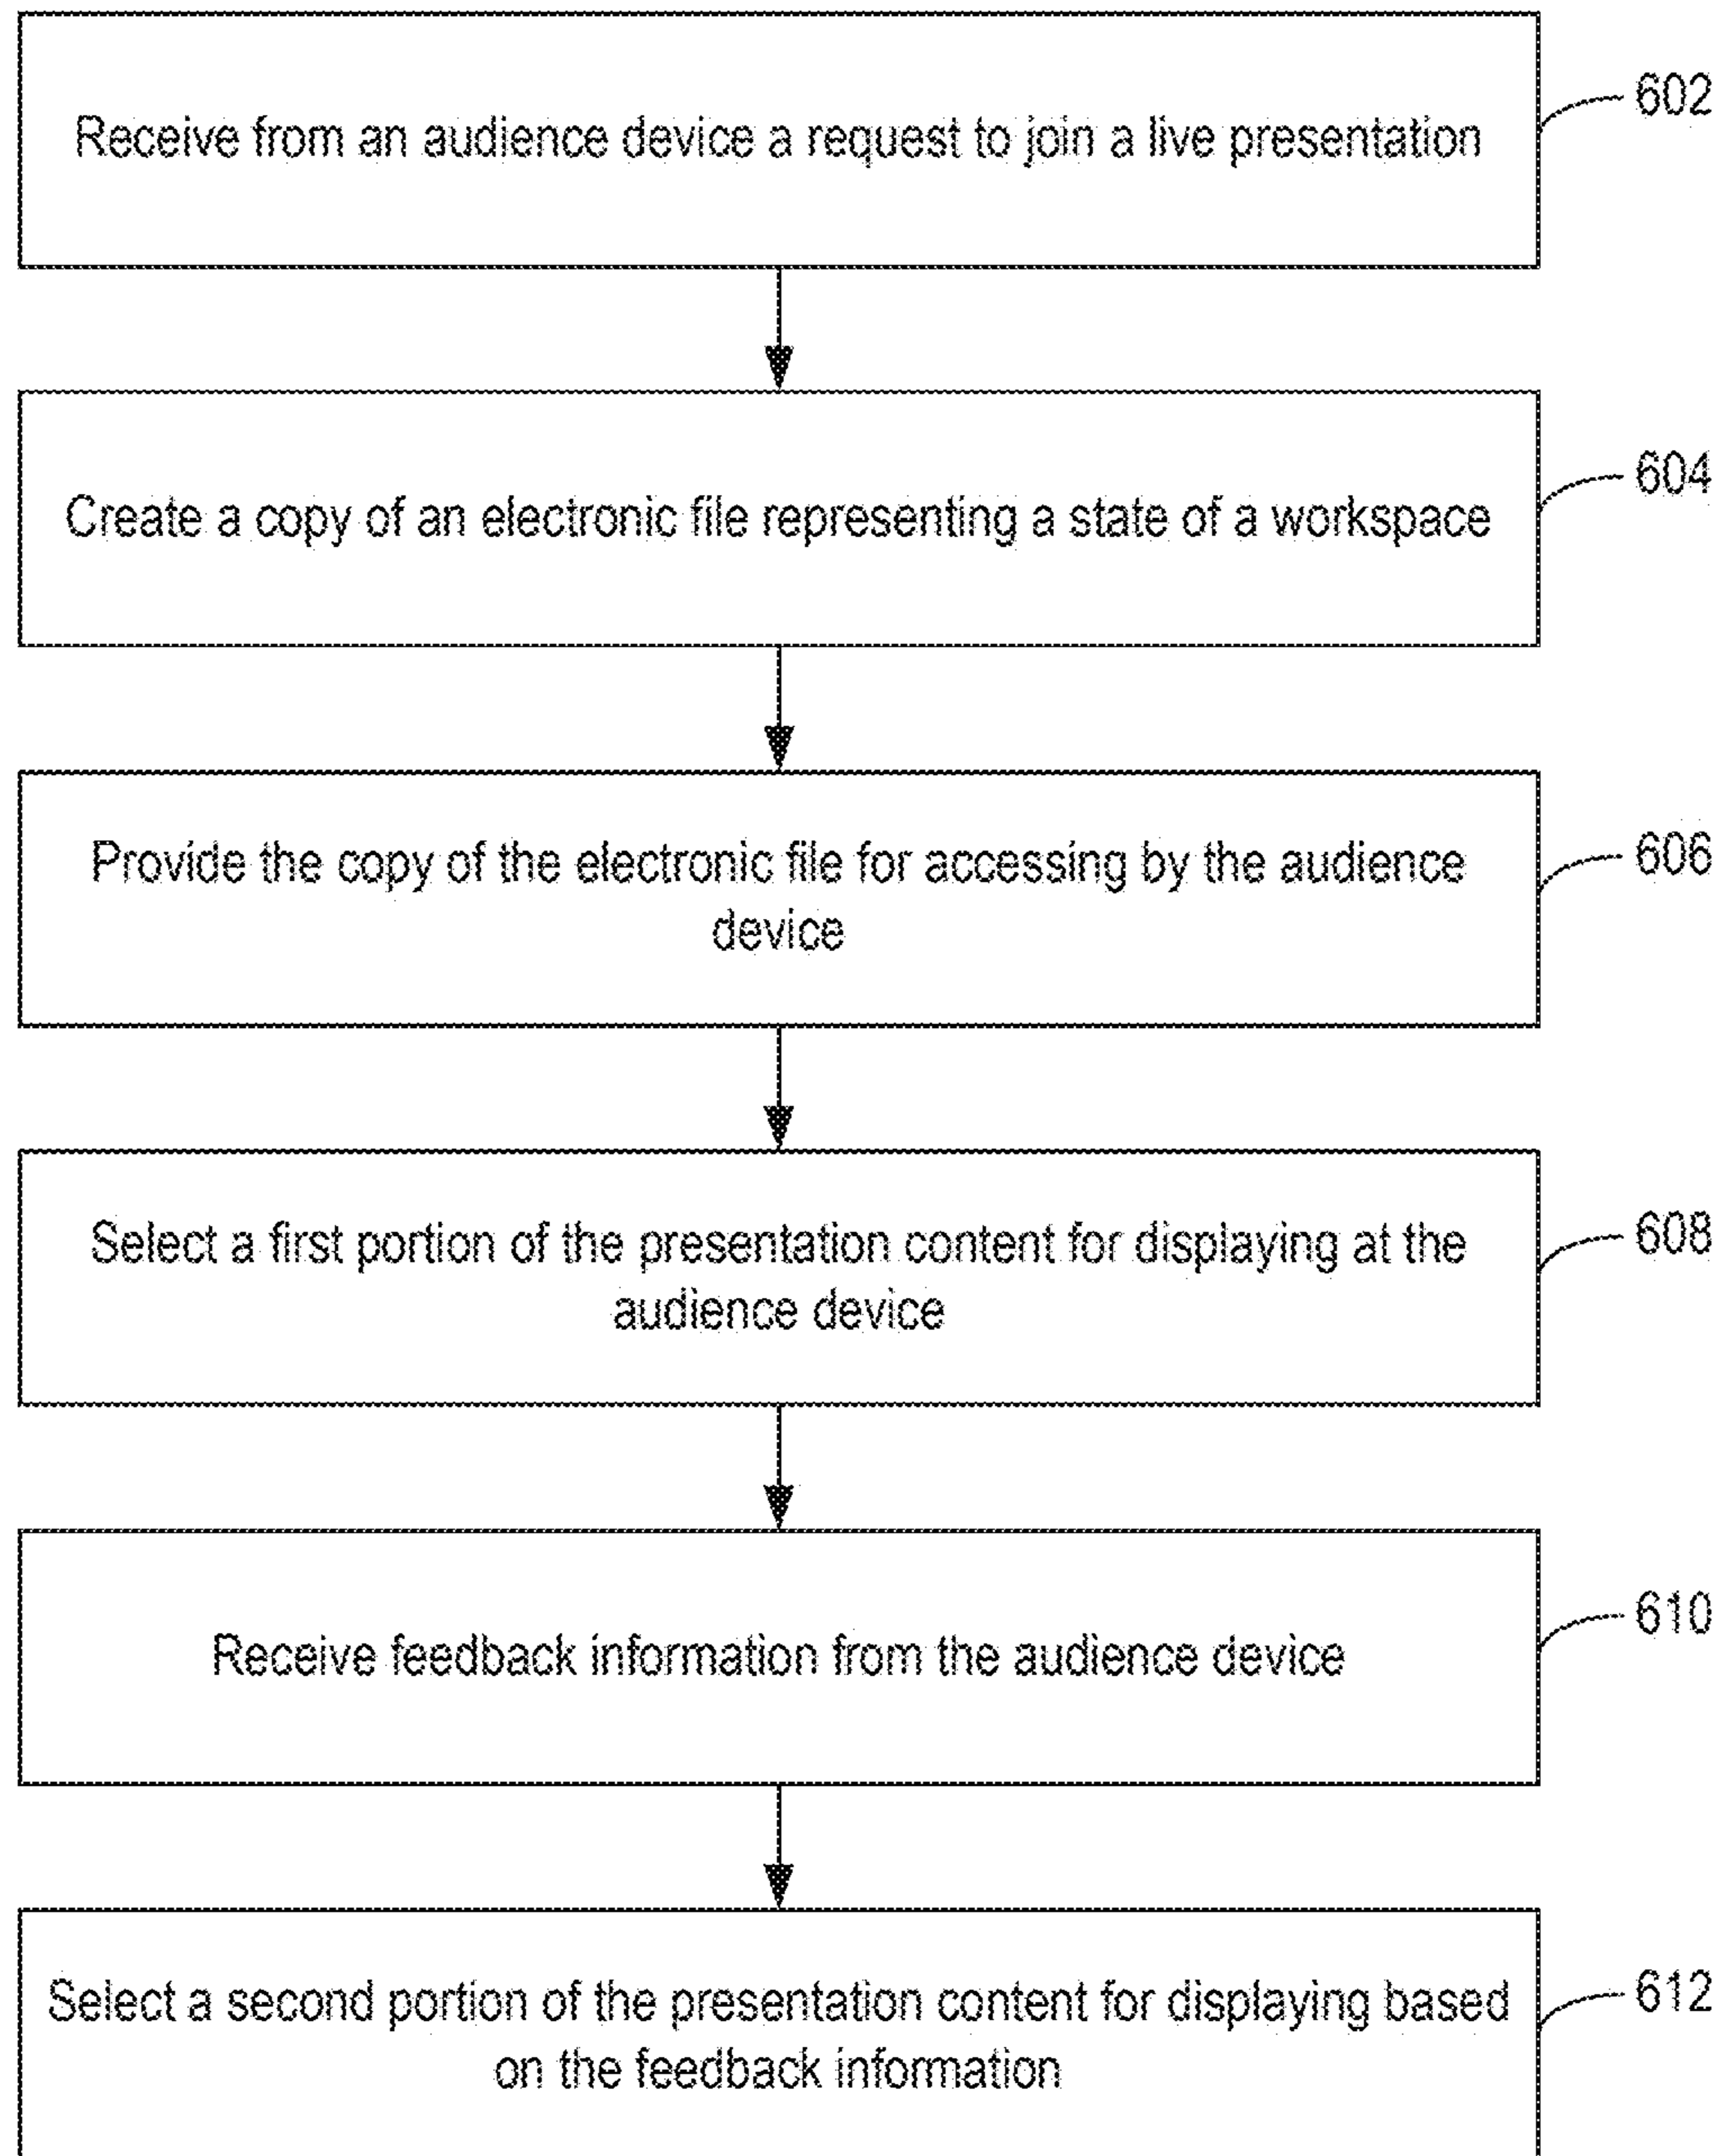 Receive from an audience device a request to join a live presentation
602
Create a copy of an electronic file representing a state of a workspace
604
Provide the copy of the electronic file for accessing by the audience
device
606
Select a first portion of the presentation content for displaying at the
audience device
608
Receive feedback information from the audience device
610
Select a second portion of the presentation content for displaying based
on the feedback information
612